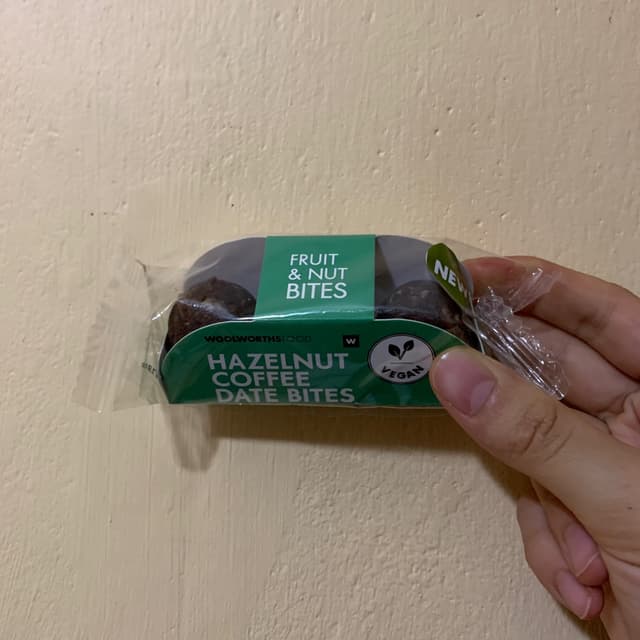 FRUIT
& NUT
BITES
NEW
WOOLWORTHS FOOD W
HAZELNUT
COFFEE
DATE BITES
VEGAN